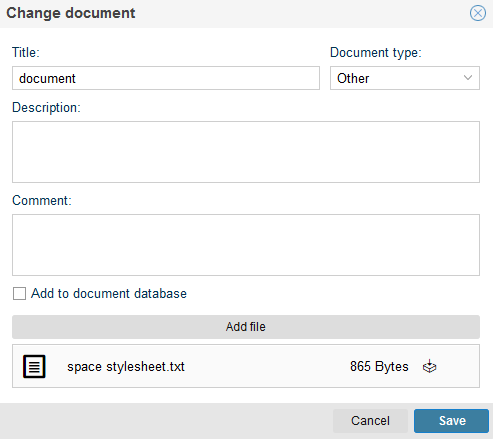 Change document
Title: Document type:
document Other
Description:
Comment:
Add to document database
Add file
space stylesheet.txt 865 Bytes
Cancel Save